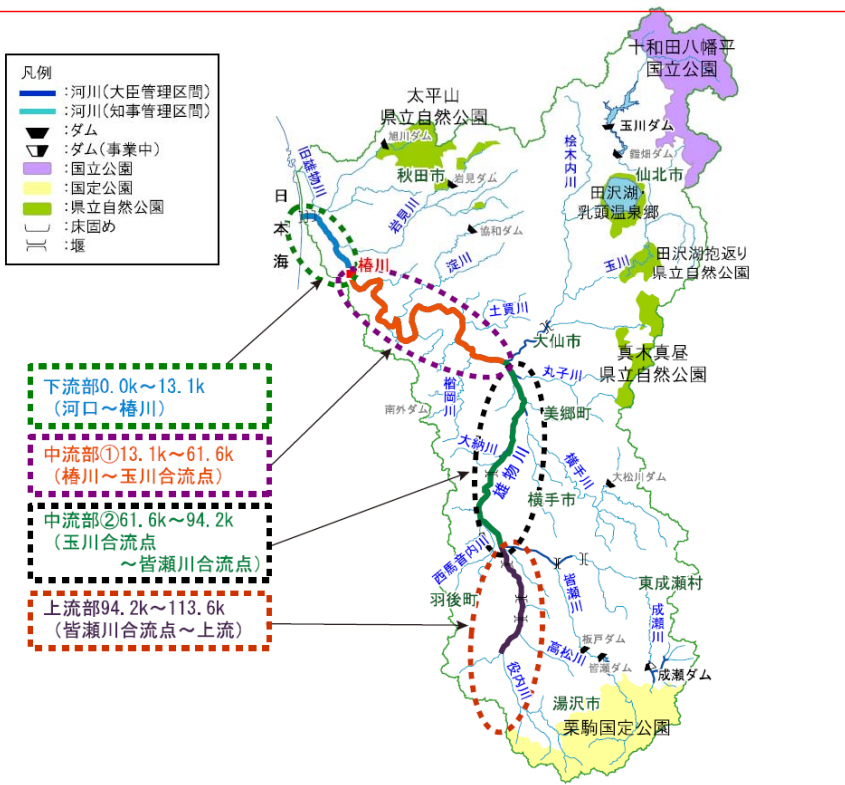 凡例
:河川(大臣管理区間)
:河川(知事管理区間)
:ダム
:ダム(事業中)
:国立公園
:国定公園
:県立自然公園
:床固め
:堰
十和田八幡平
国立公園
太平山
県立自然公園
旭川ダム
玉川ダム
鎧畑ダム
仙北市
桧木内川
秋田市
岩見ダム
旧雄物川
日本海
岩見川
田沢湖
乳頭温泉郷
協和ダム
淀川
椿川
玉川
田沢湖抱返り
県立自然公園
土買川
大仙市
真木真昼
県立自然公園
丸子川
楢岡川
南外ダム
美郷町
大納川
雄物川
横手川
大松川ダム
横手市
下流部0.0k～13.1k
(河口～椿川)
中流部①13.1k～61.6k
(椿川～玉川合流点)
中流部②61.6k～94.2k
(玉川合流点
～皆瀬川合流点)
上流部94.2k～113.6k
(皆瀬川合流点～上流)
西馬音内川
羽後町
皆瀬川
東成瀬村
成瀬川
板戸ダム
高松川
皆瀬ダム
成瀬ダム
役内川
湯沢市
栗駒国定公園